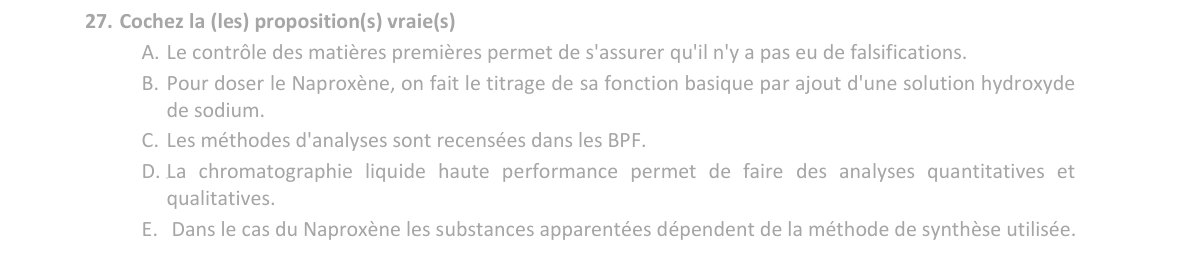 27. Cochez la (les) proposition(s) vraie(s)
A. Le contrôle des matières premières permet de s'assurer qu'il n'y a pas eu de falsifications.
B. Pour doser le Naproxène, on fait le titrage de sa fonction basique par ajout d'une solution hydroxyde
de sodium.
C. Les méthodes d'analyses sont recensées dans les BPF.
D. La chromatographie liquide haute performance permet de faire des analyses quantitatives et
qualitatives.
E. Dans le cas du Naproxène les substances apparentées dépendent de la méthode de synthèse utilisée.